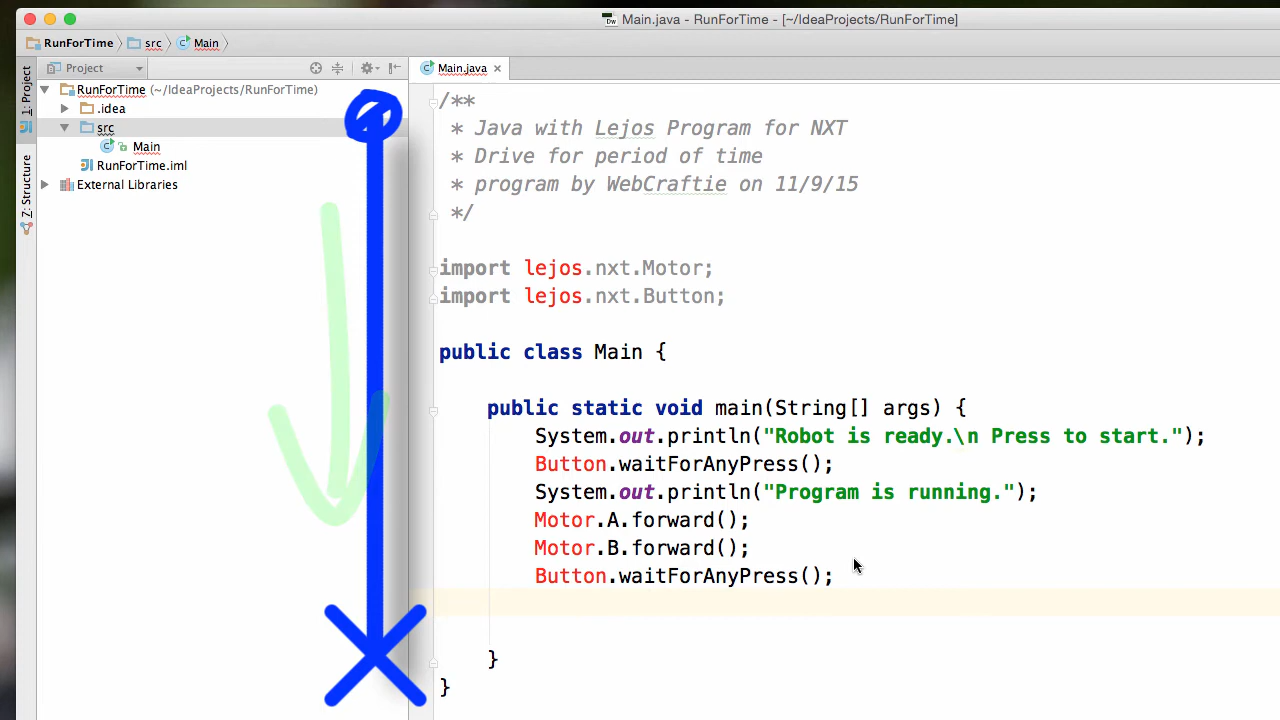 Main.java - RunForTime - [~/IdeaProjects/RunForTime]
RunForTime src Main
1: Project
Z: Structure
Project
RunForTime (~/IdeaProjects/RunForTime)
.idea
src
Main
RunForTime.iml
External Libraries
Main.java
/**
* Java with Lejos Program for NXT
* Drive for period of time
* program by WebCraftie on 11/9/15
*/
import lejos.nxt.Motor;
import lejos.nxt.Button;
public class Main {
public static void main(String[] args) {
System.out.println("Robot is ready.\n Press to start.");
Button.waitForAnyPress();
System.out.println("Program is running.");
Motor.A.forward();
Motor.B.forward();
Button.waitForAnyPress();
}
}